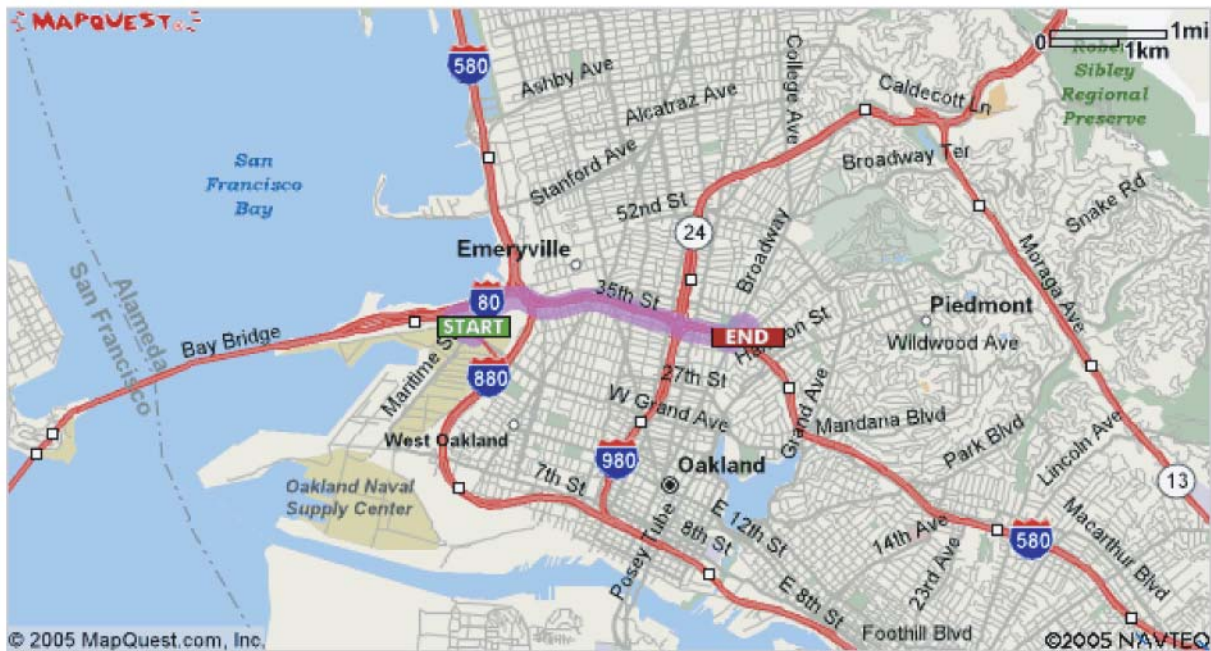 MAPQUEST
0 1mi
1km
580
Ashby Ave
College Ave
Alcatraz Ave
Caldecott Ln
Sibley
Regional
Preserve
San
Francisco
Bay
Stanford Ave
Broadway Ter
52nd St
Snake Rd
24
Emeryville
Broadway
Moraga Ave
Alameda
San Francisco
80
35th St
Piedmont
START
END
Bay Bridge
Wildwood Ave
Maritime
880
27th St
W Grand Ave
Grand Ave
Mandana Blvd
West Oakland
Park Blvd
Lincoln Ave
980
Oakland
13
Oakland Naval
Supply Center
7th St
E 12th St
8th St
Posey Tube
14th Ave
580
Macarthur Blvd
23rd Ave
E 8th St
Foothill Blvd
© 2005 MapQuest.com, Inc.
©2005 NAVTEQ